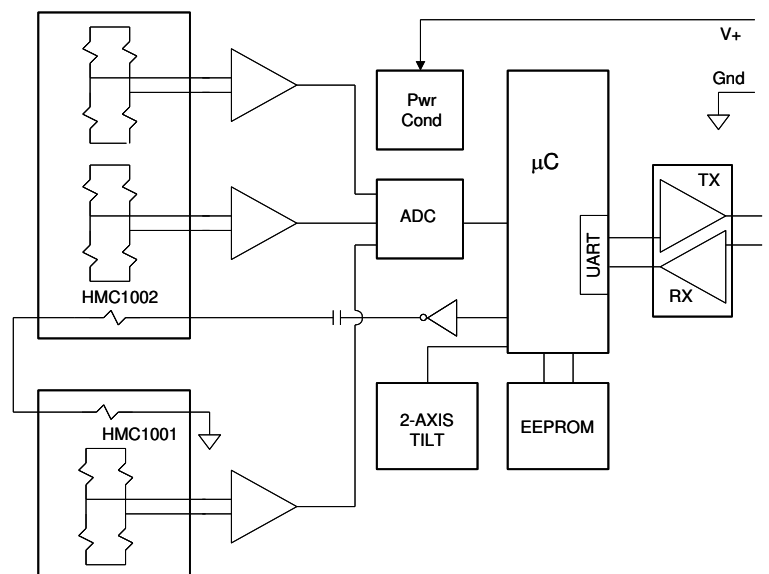 V+
Gnd
Pwr
Cond
μC
TX
ADC
UART
HMC1002
RX
HMC1001
2-AXIS
TILT
EEPROM